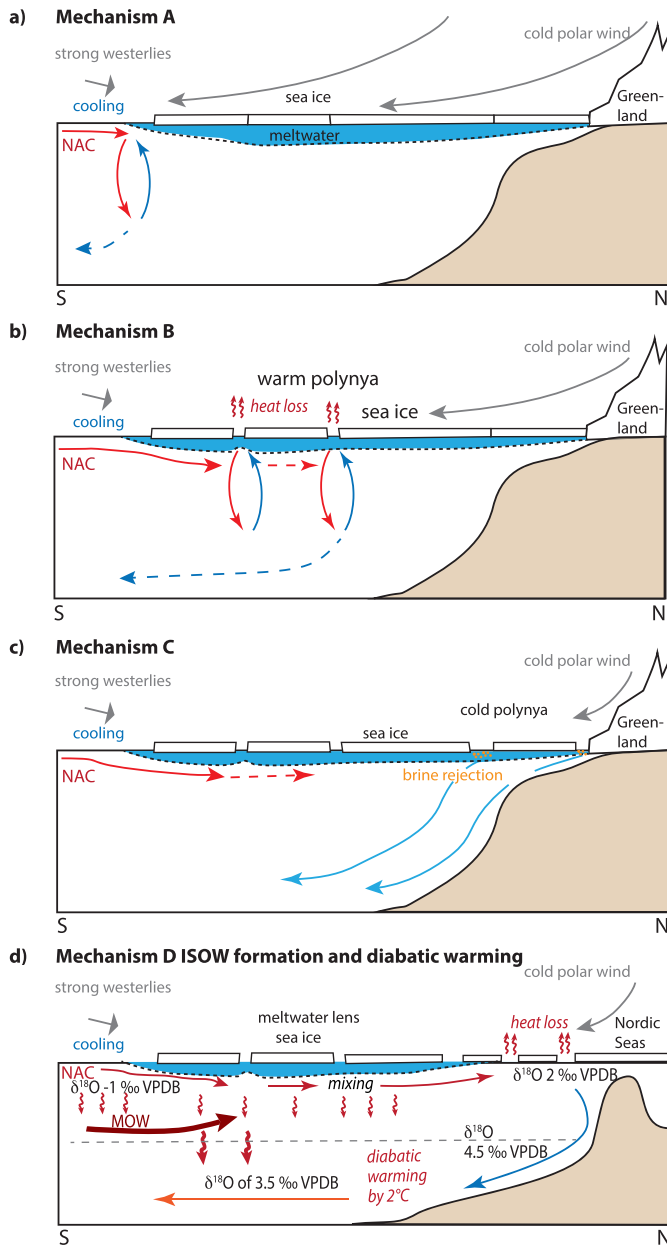 a) Mechanism A
strong westerlies
cold polar wind
cooling
sea ice
Green-
land
NAC
meltwater
S
N
b) Mechanism B
strong westerlies
cold polar wind
warm polynya
cooling
heat loss
sea ice
Green-
land
NAC
S
N
c) Mechanism C
strong westerlies
cold polar wind
cold polynya
cooling
sea ice
Green-
land
NAC
brine rejection
S
N
d) Mechanism D ISOW formation and diabatic warming
strong westerlies
cold polar wind
meltwater lens
heat loss
Nordic
Seas
cooling
sea ice
NAC
mixing
δ18O 2 ‰ VPDB
δ18O -1 ‰ VPDB
MOW
δ18O
4.5 ‰ VPDB
diabatic
warming
by 2°C
δ18O of 3.5 ‰ VPDB
S
N